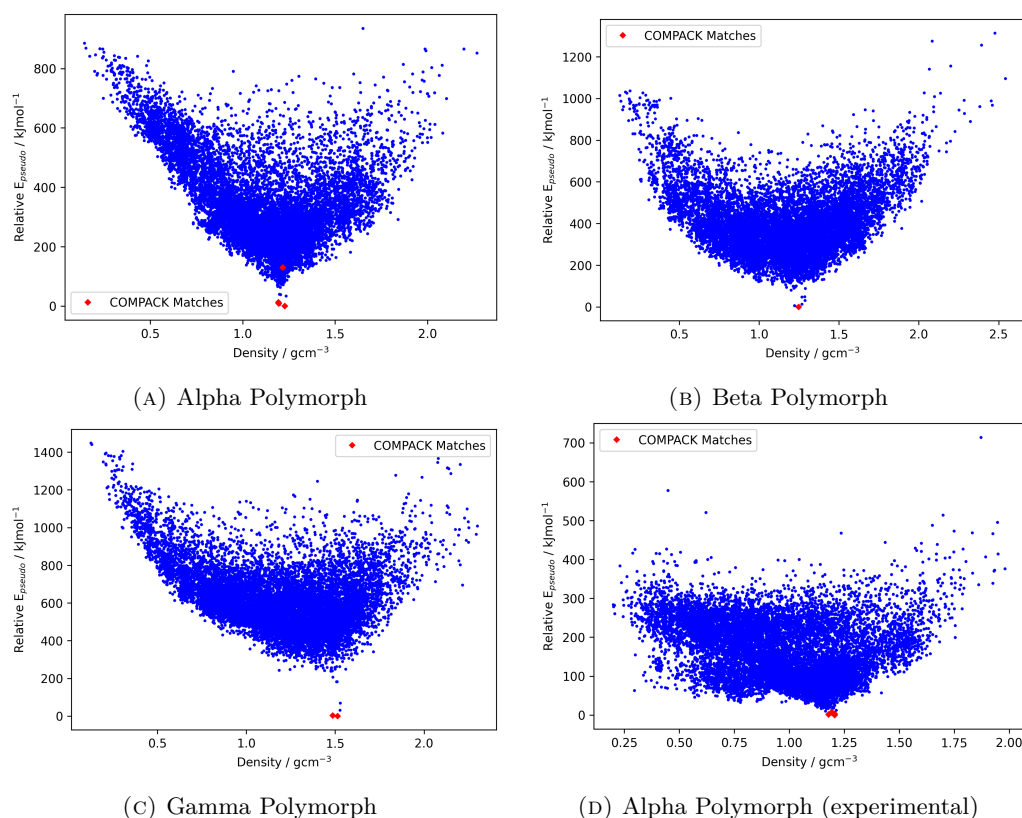 COMPACK Matches
800
600
400
200
0
0.5 1.0 1.5 2.0
Relative E_pseudo / kJmol⁻¹
Density / gcm⁻³
(A) Alpha Polymorph
COMPACK Matches
1200
1000
800
600
400
200
0
0.5 1.0 1.5 2.0 2.5
Relative E_pseudo / kJmol⁻¹
Density / gcm⁻³
(B) Beta Polymorph
COMPACK Matches
1400
1200
1000
800
600
400
200
0
0.5 1.0 1.5 2.0
Relative E_pseudo / kJmol⁻¹
Density / gcm⁻³
(C) Gamma Polymorph
COMPACK Matches
700
600
500
400
300
200
100
0
0.25 0.50 0.75 1.00 1.25 1.50 1.75 2.00
Relative E_pseudo / kJmol⁻¹
Density / gcm⁻³
(D) Alpha Polymorph (experimental)